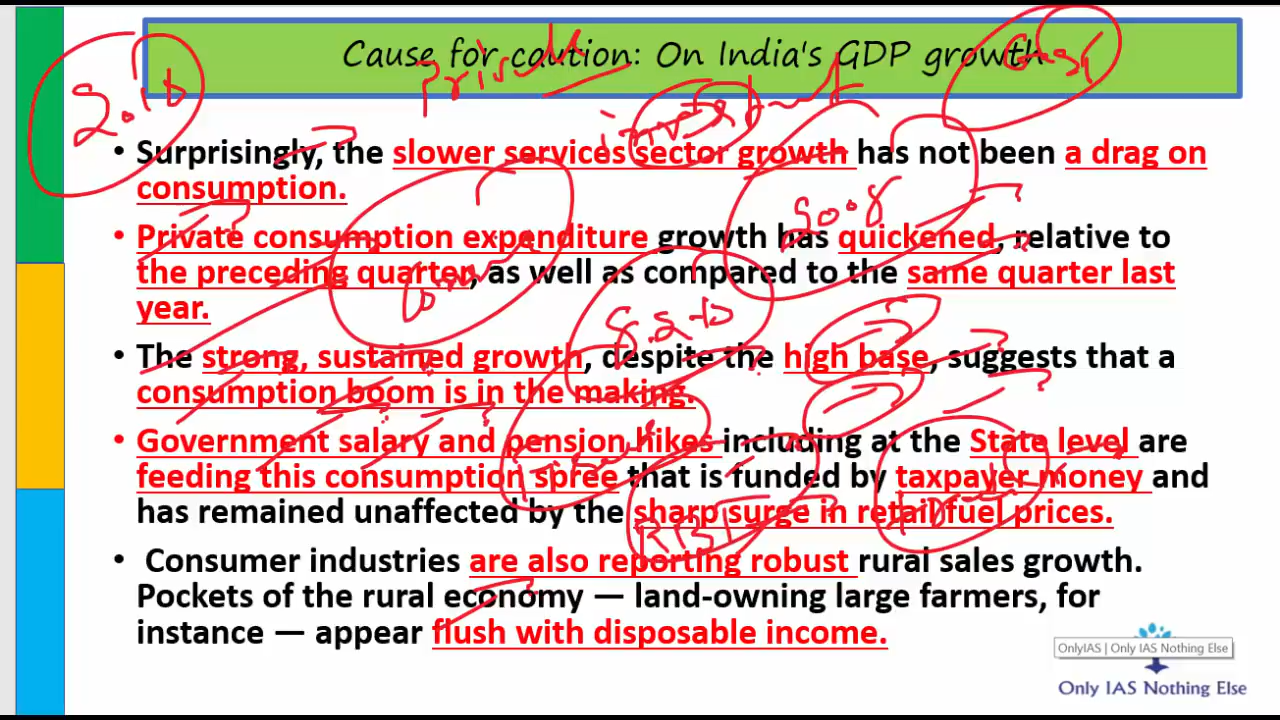 Cause for caution: On India's GDP growth
• Surprisingly, the slower services sector growth has not been a drag on
consumption.
• Private consumption expenditure growth has quickened, relative to
the preceding quarter, as well as compared to the same quarter last
year.
• The strong, sustained growth, despite the high base, suggests that a
consumption boom is in the making.
• Government salary and pension hikes including at the State level are
feeding this consumption spree that is funded by taxpayer money and
has remained unaffected by the sharp surge in retail fuel prices.
• Consumer industries are also reporting robust rural sales growth.
Pockets of the rural economy — land-owning large farmers, for
instance — appear flush with disposable income.
OnlyIAS | Only IAS Nothing Else
Only IAS Nothing Else
2008
RBI